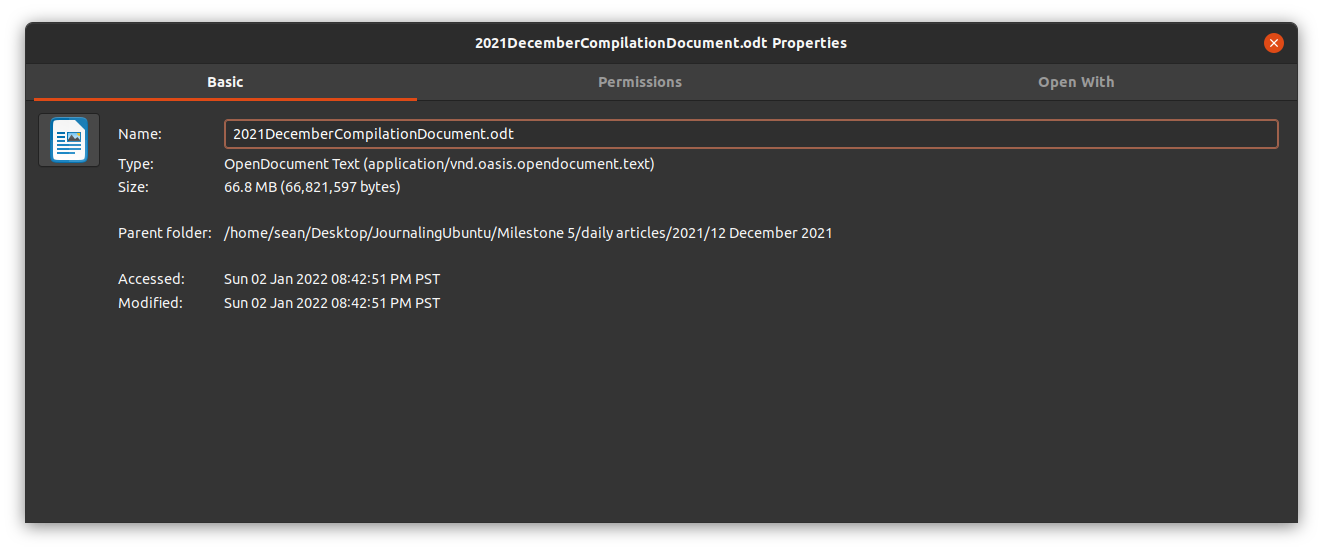 2021DecemberCompilationDocument.odt Properties
Basic Permissions Open With
Name: 2021DecemberCompilationDocument.odt
Type: OpenDocument Text (application/vnd.oasis.opendocument.text)
Size: 66.8 MB (66,821,597 bytes)
Parent folder: /home/sean/Desktop/JournalingUbuntu/Milestone 5/daily articles/2021/12 December 2021
Accessed: Sun 02 Jan 2022 08:42:51 PM PST
Modified: Sun 02 Jan 2022 08:42:51 PM PST